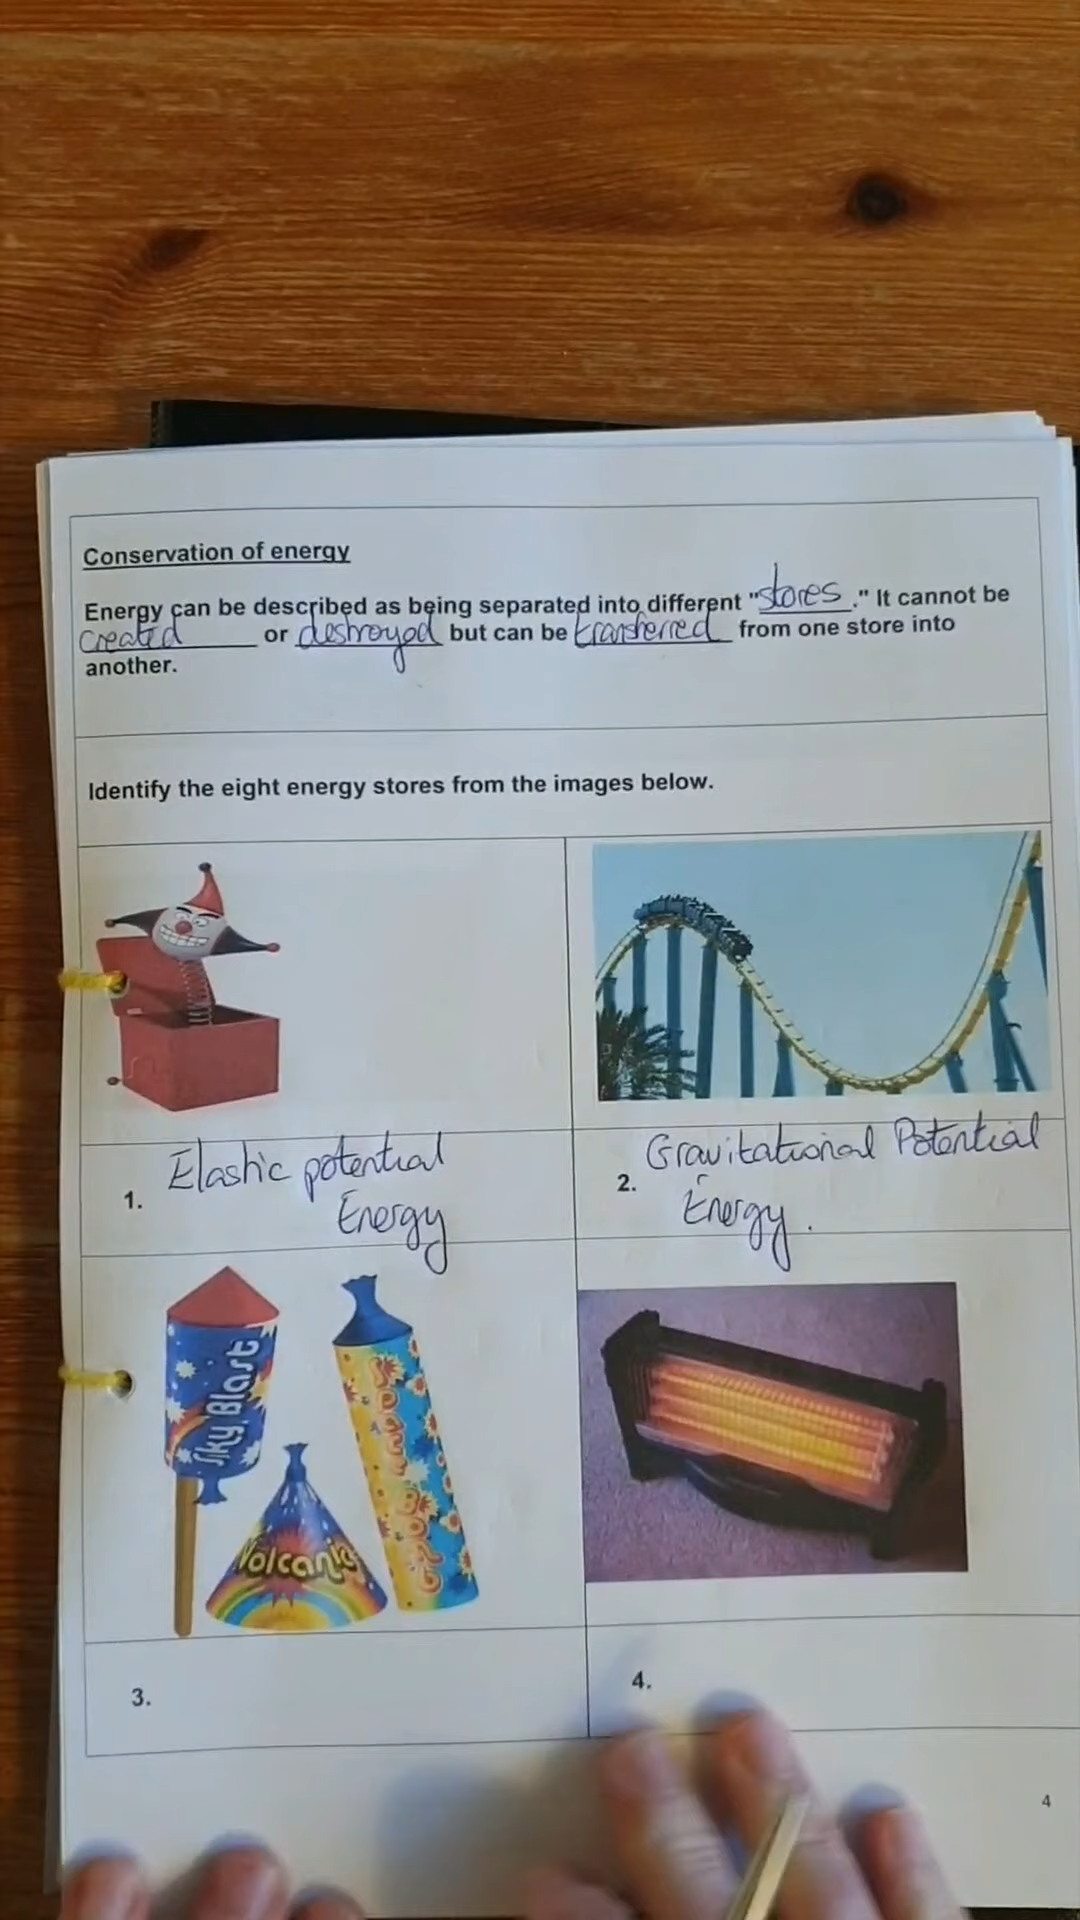 Conservation of energy
Energy can be described as being separated into different "stores." It cannot be
created or destroyed but can be transferred from one store into
another.
Identify the eight energy stores from the images below.
1. Elastic potential
Energy
2. Gravitational Potential
Energy.
Sky Blast
Volcanic
3.
4.
4